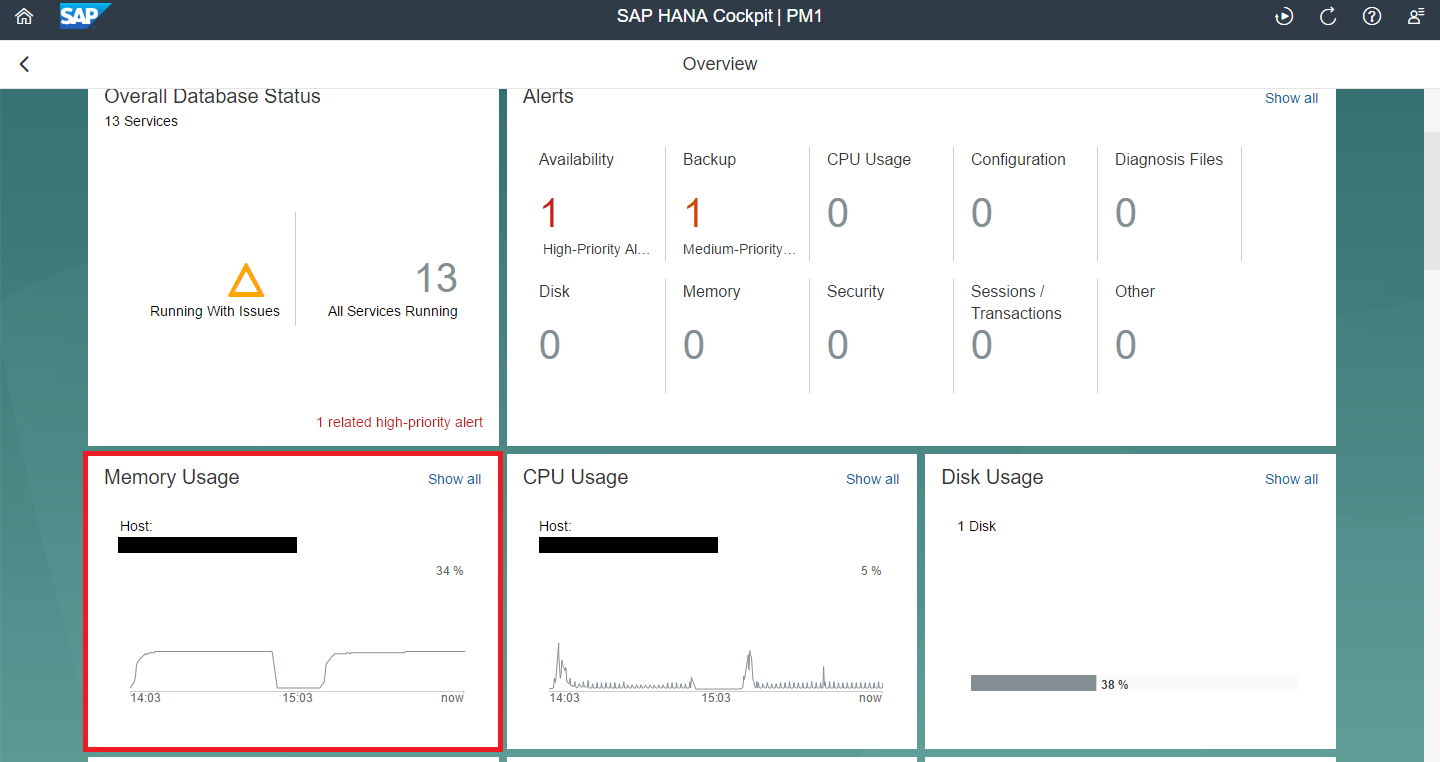 SAP
SAP HANA Cockpit | PM1
Overview
Overall Database Status
13 Services
Running With Issues
13
All Services Running
1 related high-priority alert
Alerts
Show all
Availability
1
High-Priority Al...
Backup
1
Medium-Priority...
CPU Usage
0
Configuration
0
Diagnosis Files
0
Disk
0
Memory
0
Security
0
Sessions /
Transactions
0
Other
0
Memory Usage
Show all
Host:
34 %
14:03
15:03
now
CPU Usage
Show all
Host:
5 %
14:03
15:03
now
Disk Usage
Show all
1 Disk
38 %